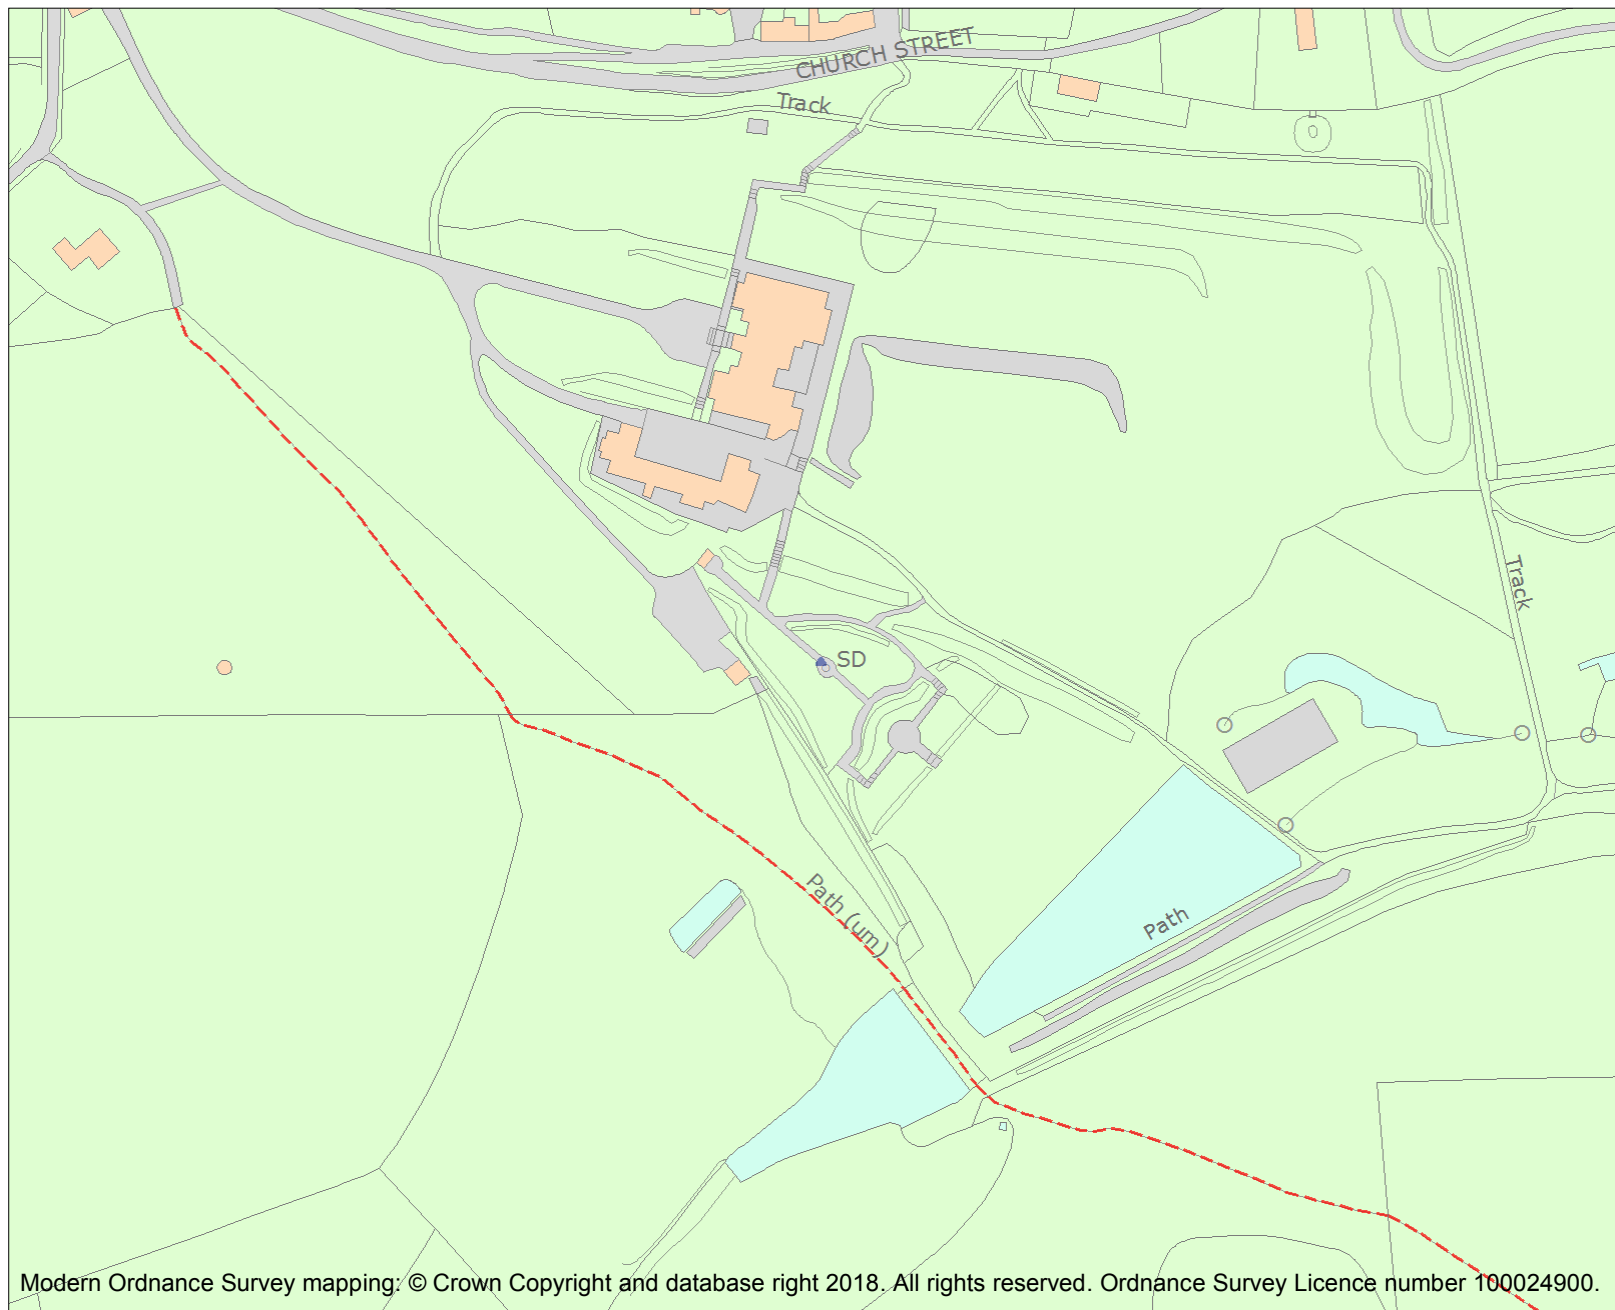 CHURCH STREET
Track
Track
SD
Path (um)
Path
Modern Ordnance Survey mapping: © Crown Copyright and database right 2018. All rights reserved. Ordnance Survey Licence number 100024900.